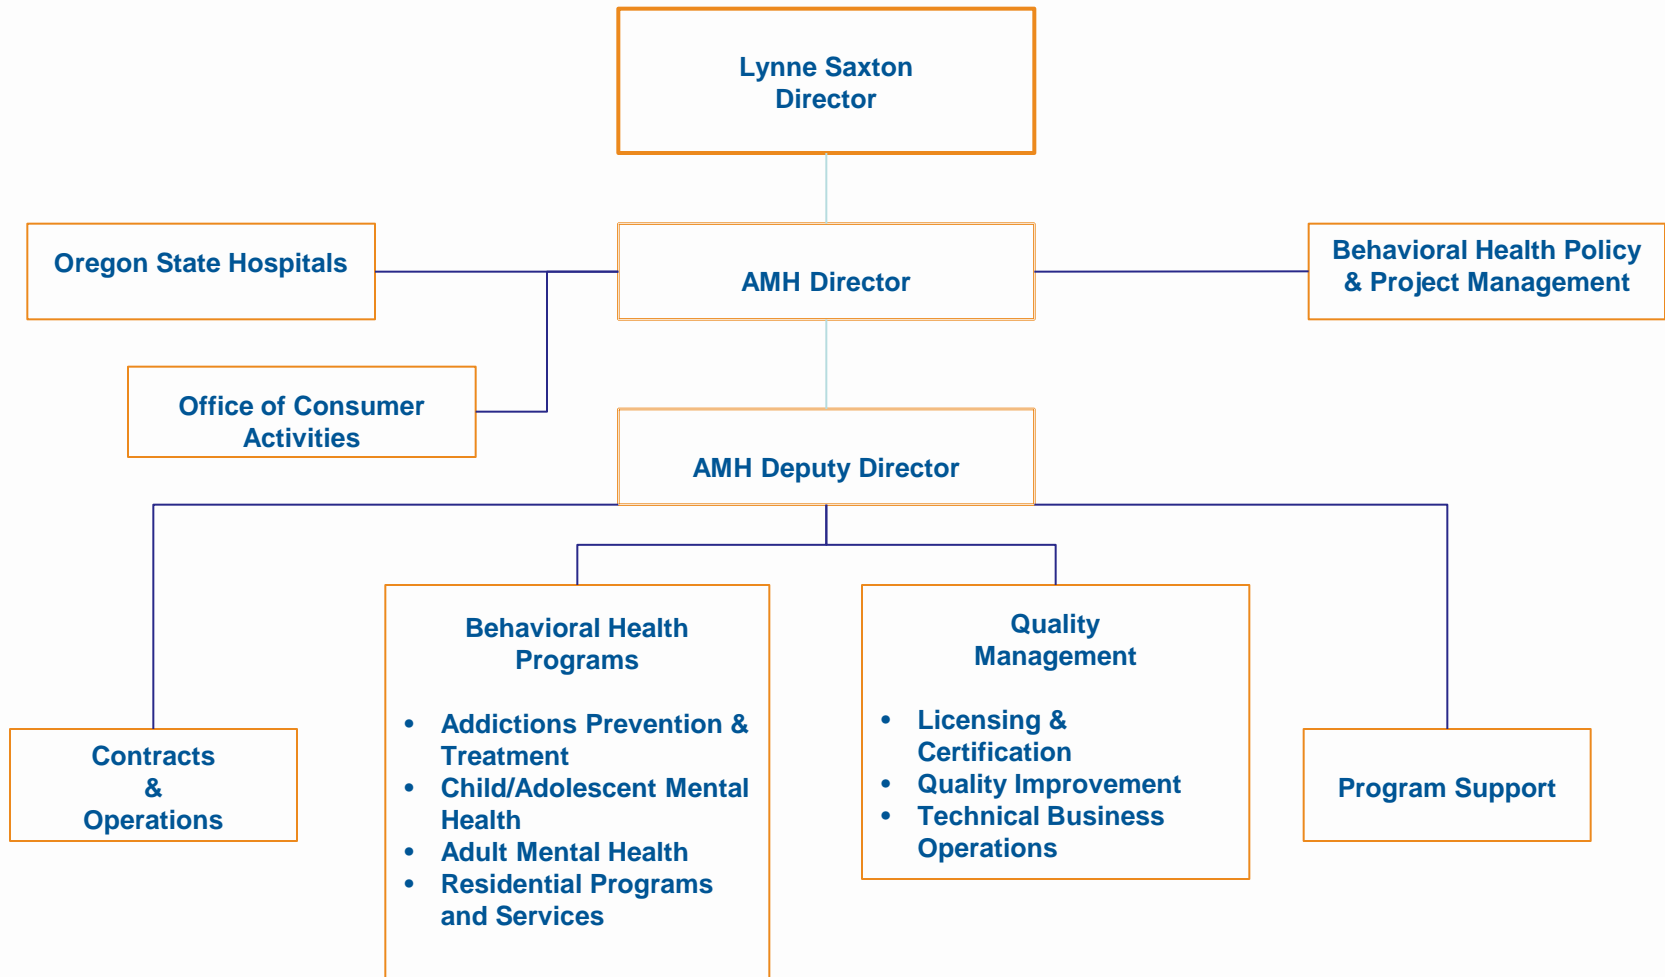 Lynne Saxton
Director
Oregon State Hospitals
AMH Director
Behavioral Health Policy
& Project Management
Office of Consumer
Activities
AMH Deputy Director
Contracts
&
Operations
Behavioral Health
Programs
• Addictions Prevention &
Treatment
• Child/Adolescent Mental
Health
• Adult Mental Health
• Residential Programs
and Services
Quality
Management
• Licensing &
Certification
• Quality Improvement
• Technical Business
Operations
Program Support